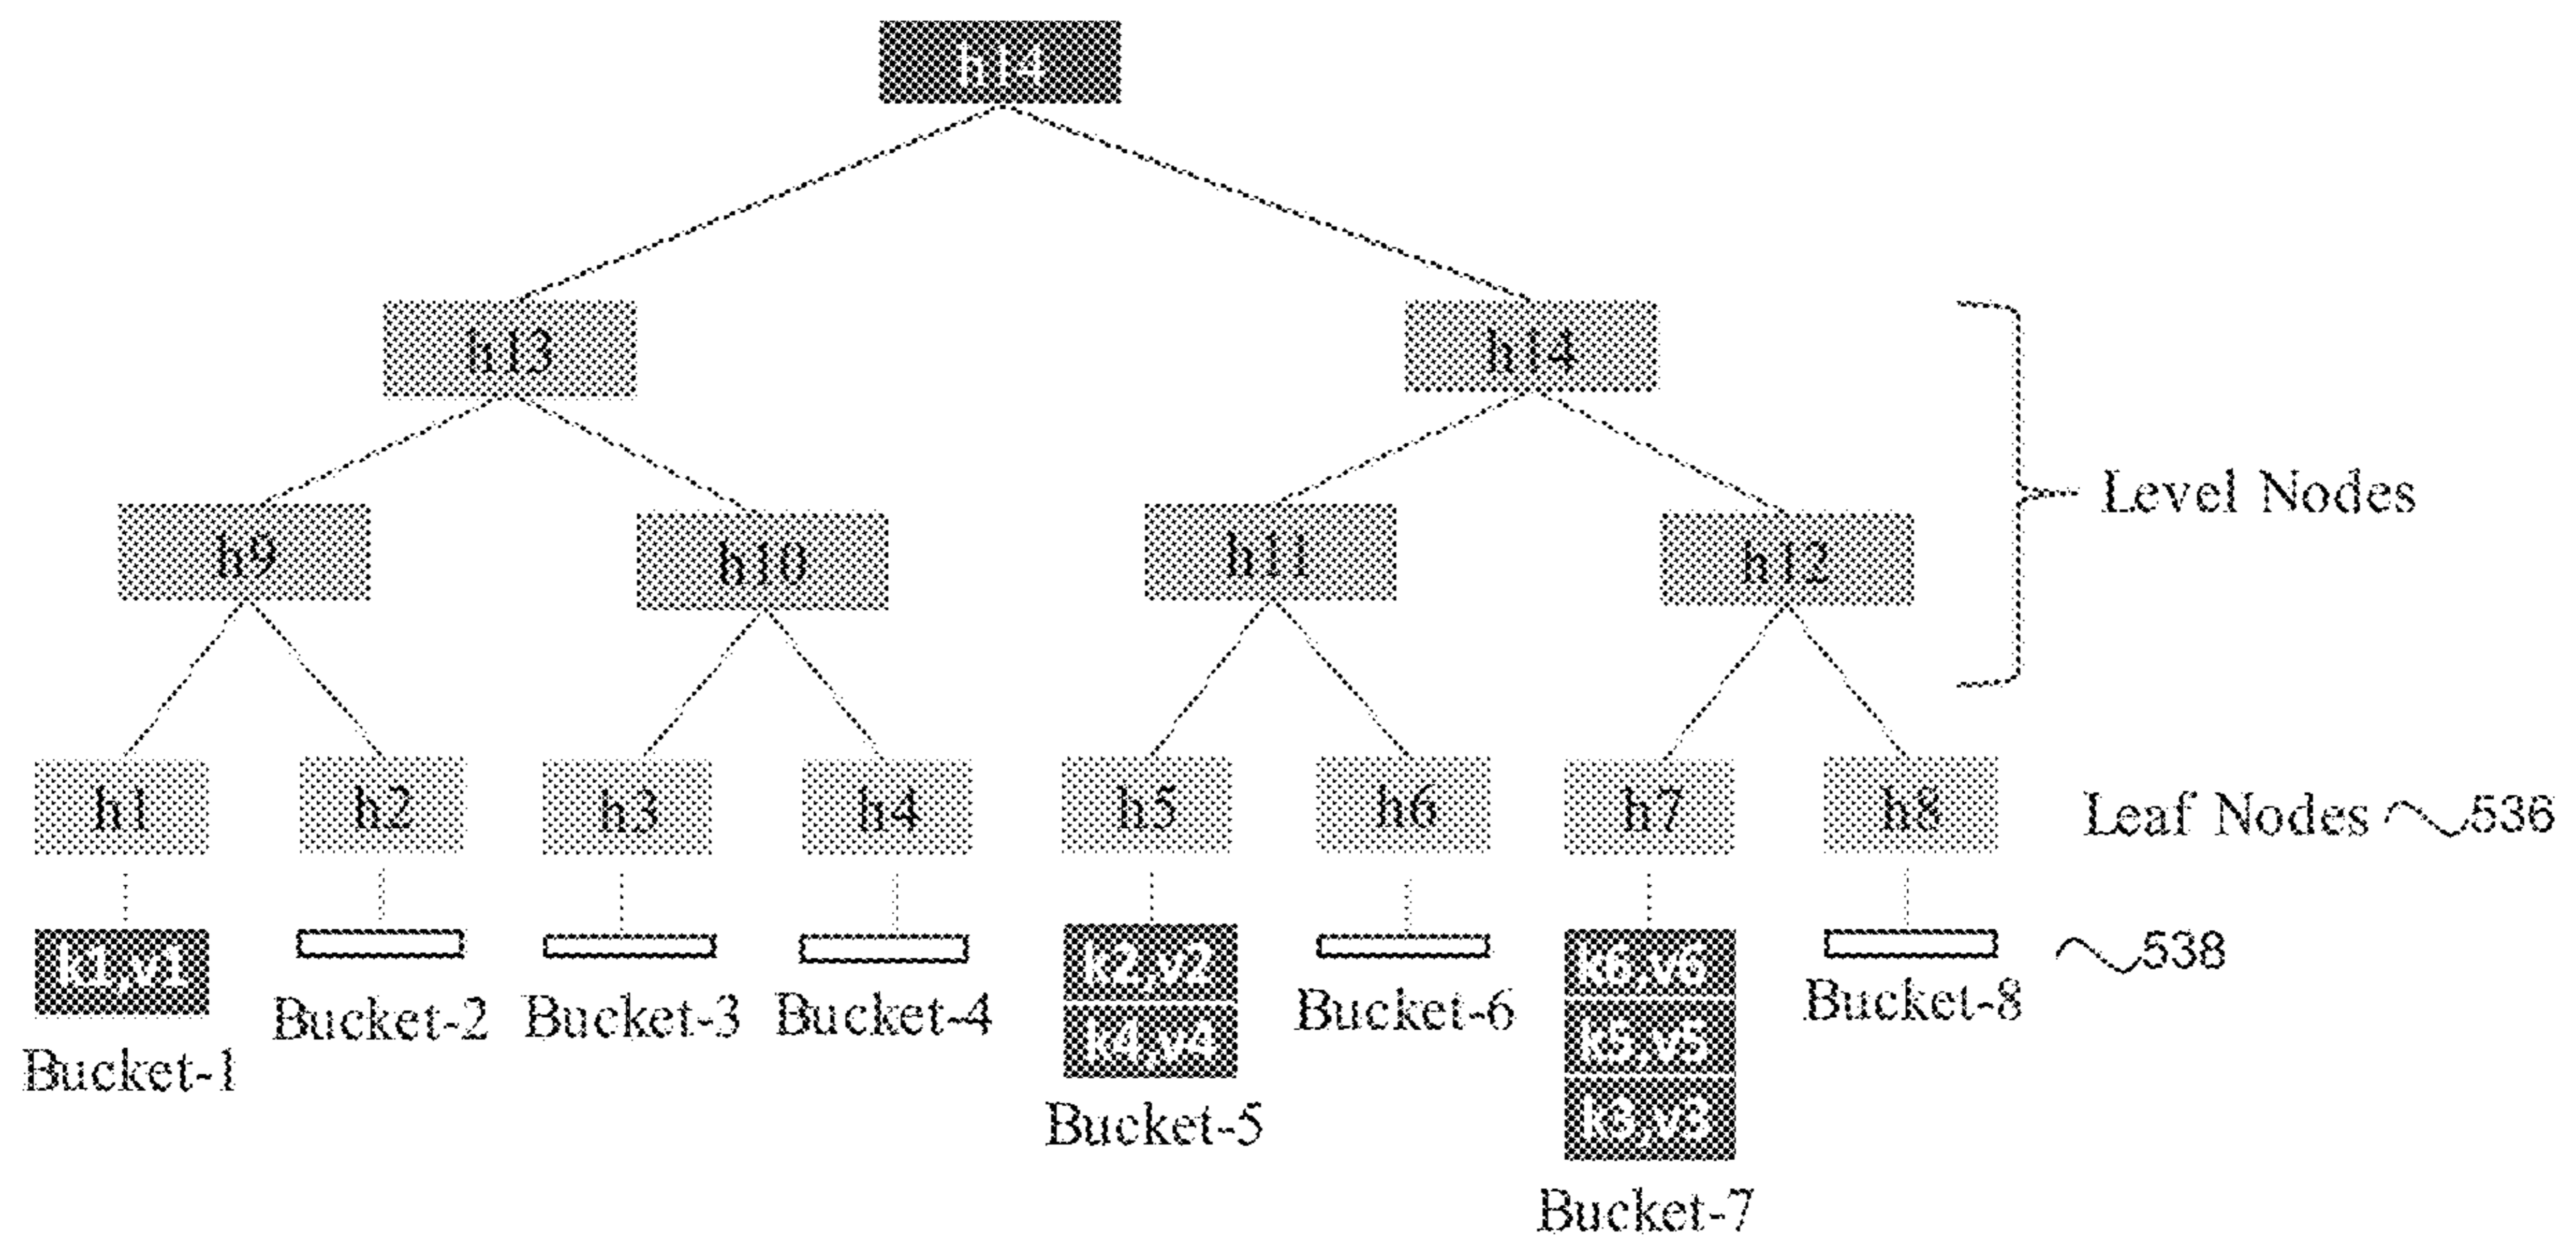 h14
h13
h14
Level Nodes
h9
h10
h11
h12
h1
h2
h3
h4
h5
h6
h7
h8
Leaf Nodes 536
k1,v1
k2,v2
k6,v6
538
Bucket-2
Bucket-3
Bucket-4
k4,v4
Bucket-6
k5,v5
Bucket-8
Bucket-1
Bucket-5
k3,v3
Bucket-7